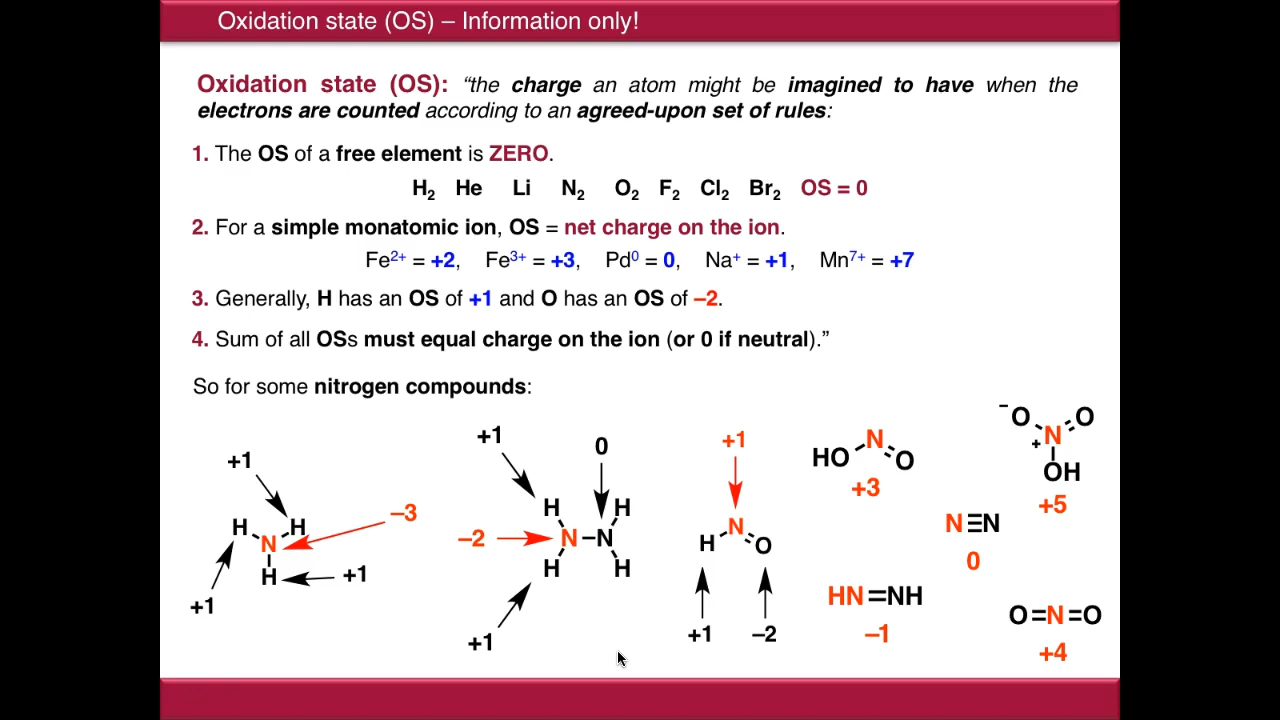 Oxidation state (OS) – Information only!
Oxidation state (OS): “the charge an atom might be imagined to have when the
electrons are counted according to an agreed-upon set of rules:
1. The OS of a free element is ZERO.
H₂ He Li N₂ O₂ F₂ Cl₂ Br₂ OS = 0
2. For a simple monatomic ion, OS = net charge on the ion.
Fe²⁺ = +2, Fe³⁺ = +3, Pd⁰ = 0, Na⁺ = +1, Mn⁷⁺ = +7
3. Generally, H has an OS of +1 and O has an OS of –2.
4. Sum of all OSs must equal charge on the ion (or 0 if neutral).”
So for some nitrogen compounds:
+1
H H
N
H
–3
+1
+1
+1
0
H H
–2 N–N
H H
+1
+1
N
H O
+1 –2
N
HO O
+3
HN=NH
–1
– O O
N
+
OH
+5
N≡N
0
O=N=O
+4